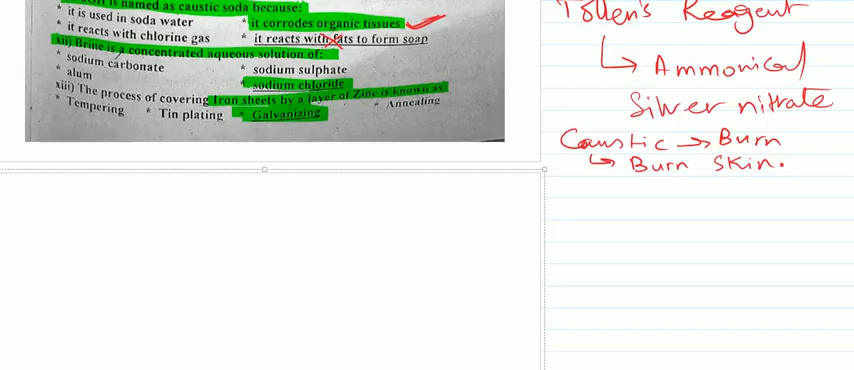 is named as caustic soda because:
* it is used in soda water * it corrodes organic tissues
* it reacts with chlorine gas * it reacts with fats to form soap
xii) Brine is a concentrated aqueous solution of:
* sodium carbonate * sodium sulphate
* alum * sodium chloride
xiii) The process of covering Iron sheets by a layer of Zinc is known as:
* Tempering * Tin plating * Galvanizing * Annealing
Tollen's Reagent
Ammonical
Silver nitrate
Caustic → Burn
Burn Skin.